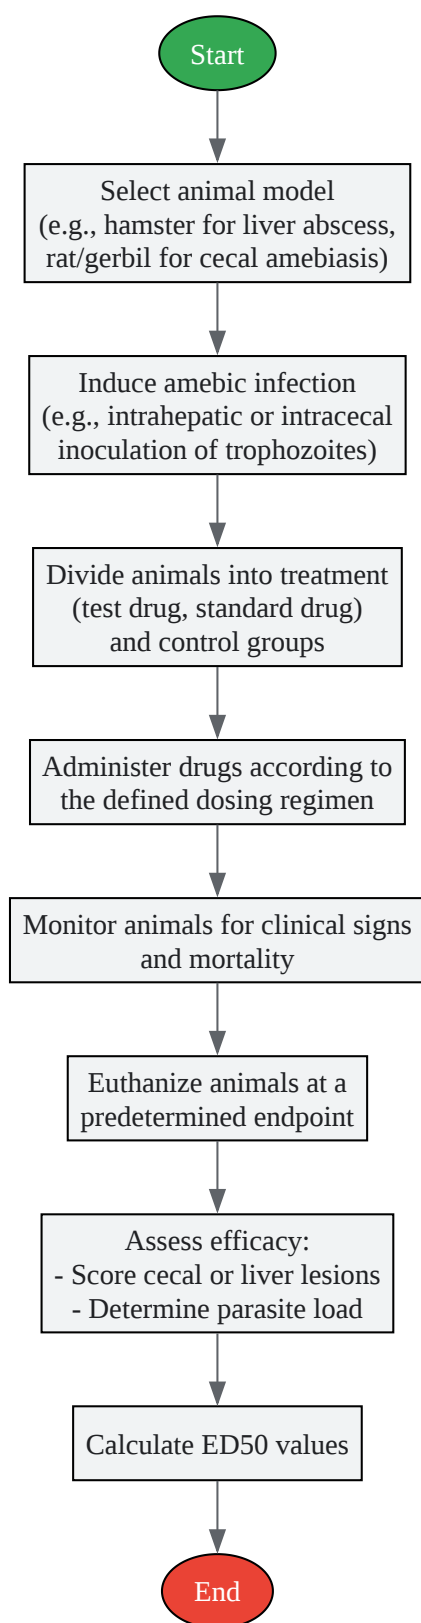 Start
Select animal model
(e.g., hamster for liver abscess,
rat/gerbil for cecal amebiasis)
Induce amebic infection
(e.g., intrahepatic or intracecal
inoculation of trophozoites)
Divide animals into treatment
(test drug, standard drug)
and control groups
Administer drugs according to
the defined dosing regimen
Monitor animals for clinical signs
and mortality
Euthanize animals at a
predetermined endpoint
Assess efficacy:
- Score cecal or liver lesions
- Determine parasite load
Calculate ED50 values
End